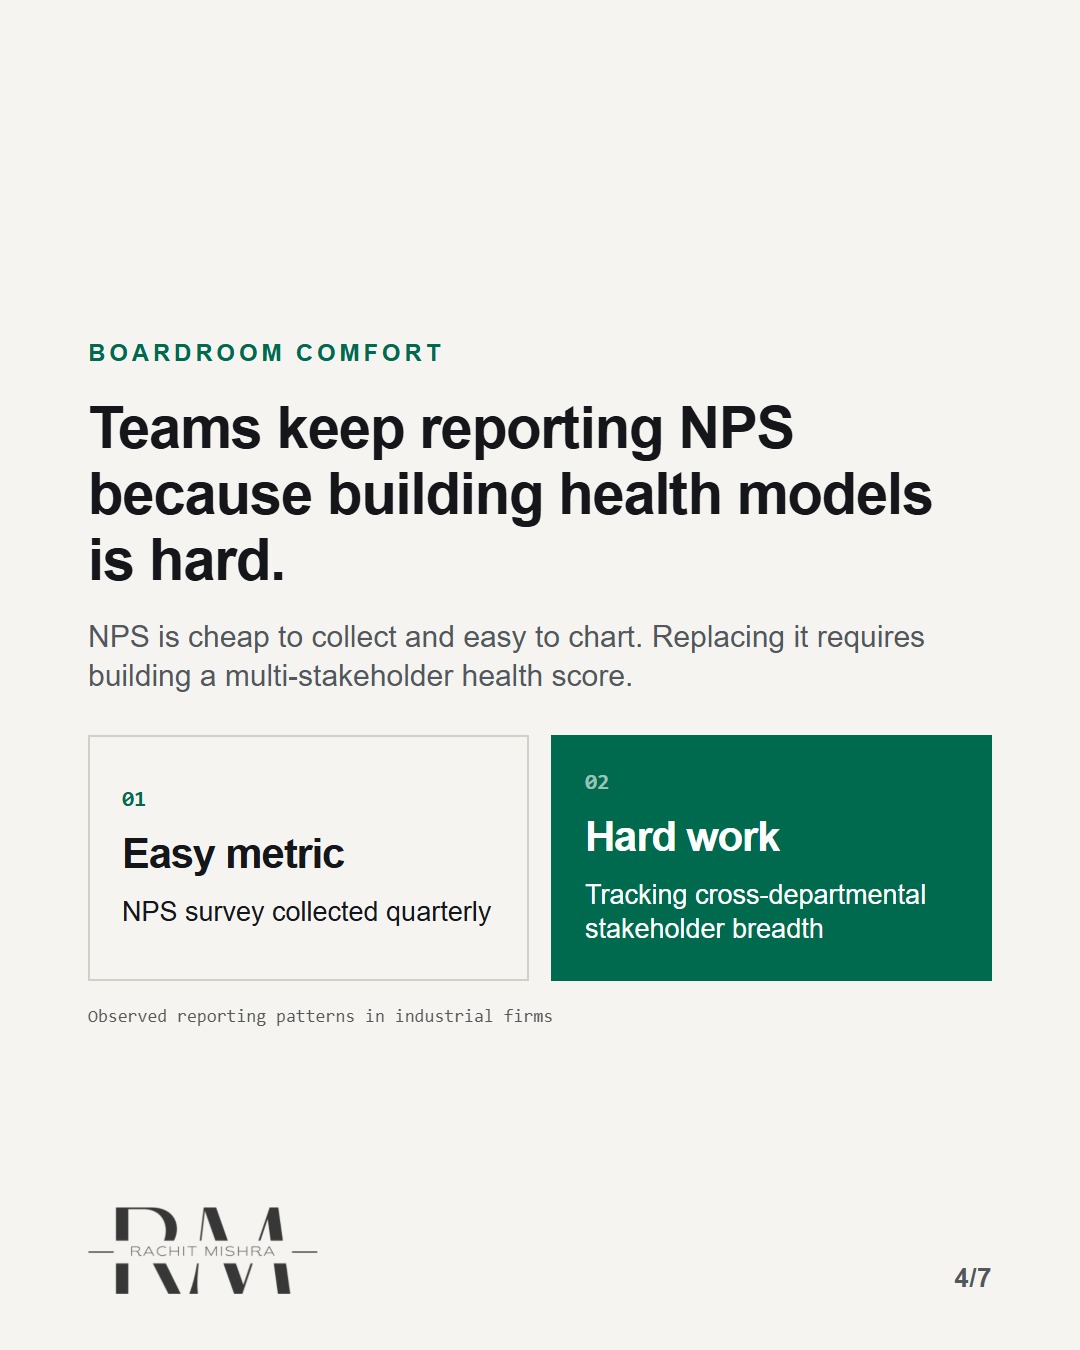 BOARDROOM COMFORT
Teams keep reporting NPS
because building health models
is hard.
NPS is cheap to collect and easy to chart. Replacing it requires
building a multi-stakeholder health score.
01
Easy metric
NPS survey collected quarterly
02
Hard work
Tracking cross-departmental
stakeholder breadth
Observed reporting patterns in industrial firms
RM
RACHIT MISHRA
4/7